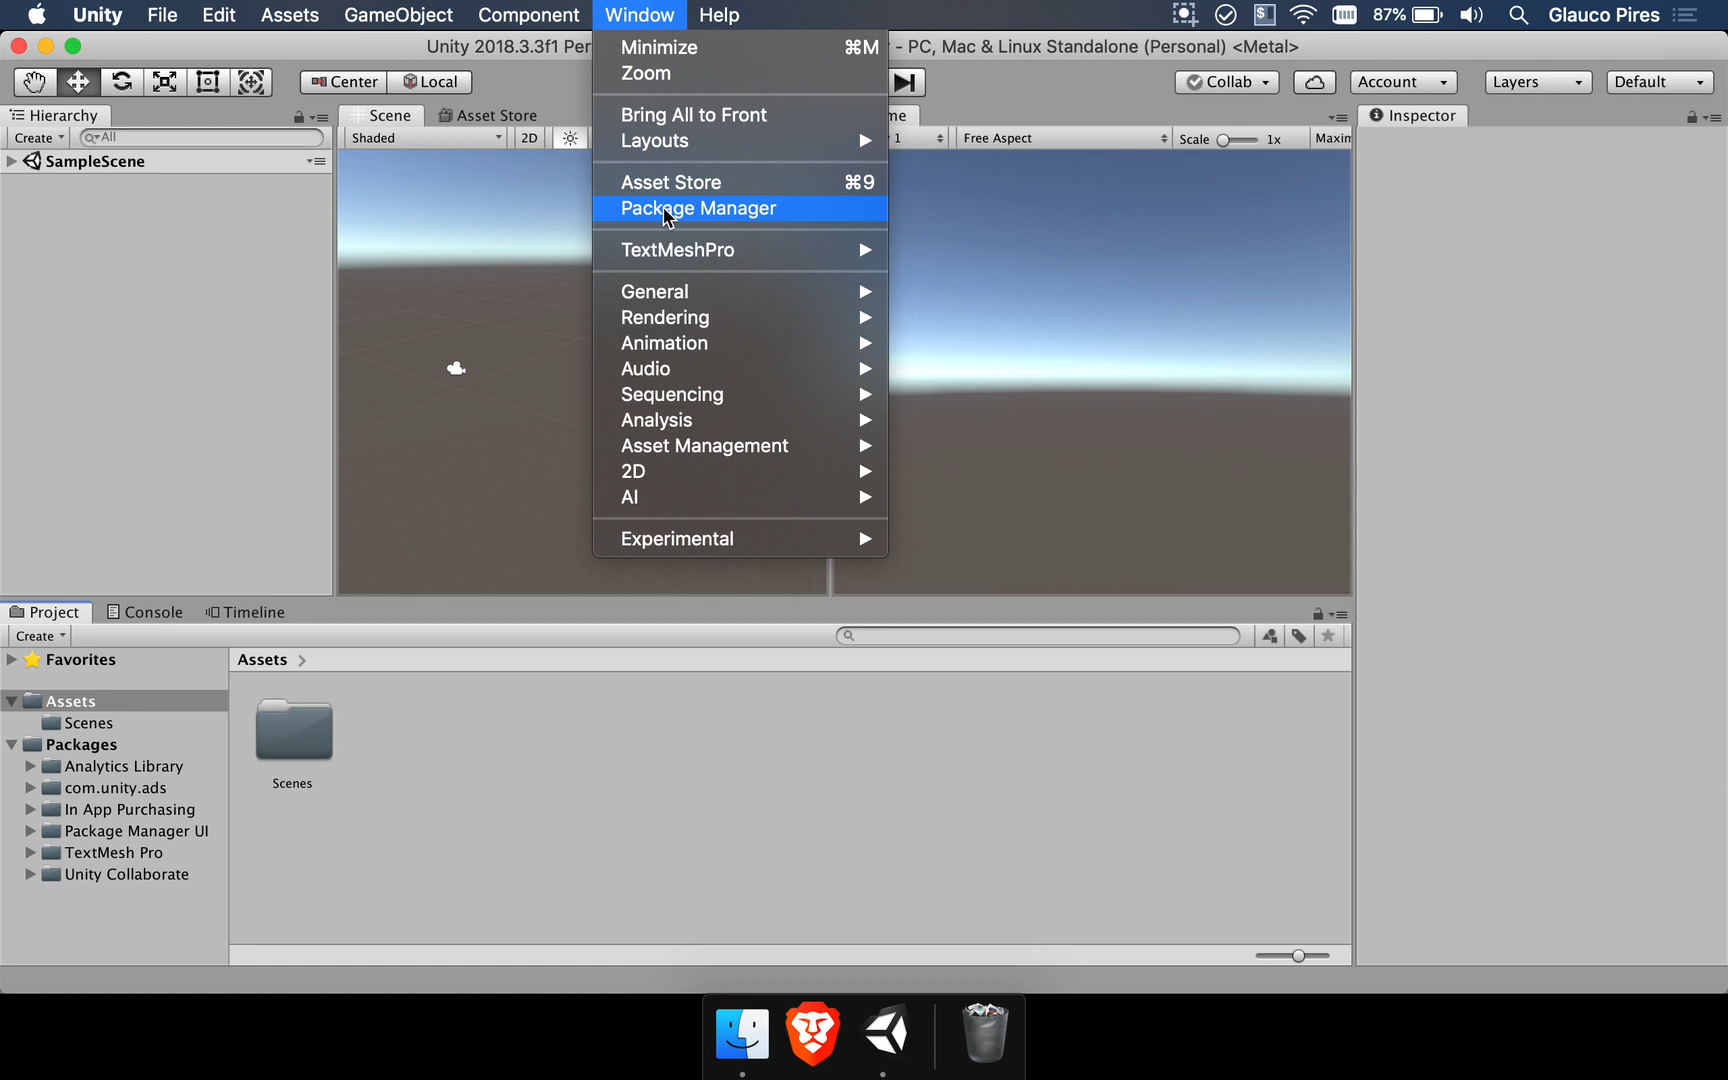 Unity File Edit Assets GameObject Component Window Help 87% Glauco Pires
Unity 2018.3.3f1 Per - PC, Mac & Linux Standalone (Personal) <Metal>
Center Local Collab Account Layers Default
Hierarchy
Create All
SampleScene
Scene Asset Store
Shaded 2D
Minimize ⌘M
Zoom
Bring All to Front
Layouts
Asset Store ⌘9
Package Manager
TextMeshPro
General
Rendering
Animation
Audio
Sequencing
Analysis
Asset Management
2D
AI
Experimental
me
1 Free Aspect Scale 1x Maxim
Inspector
Project Console Timeline
Create
Favorites
Assets
Scenes
Packages
Analytics Library
com.unity.ads
In App Purchasing
Package Manager UI
TextMesh Pro
Unity Collaborate
Assets
Scenes